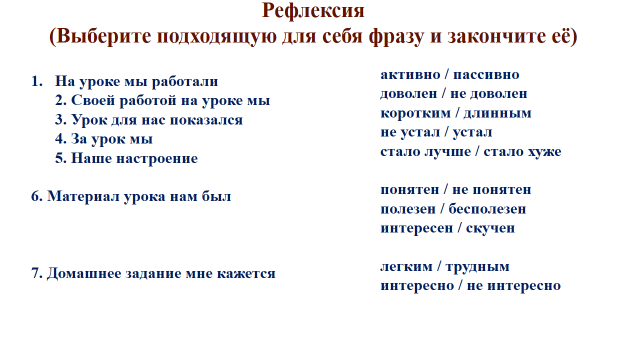 Рефлексия
(Выберите подходящую для себя фразу и закончите её)
1. На уроке мы работали
2. Своей работой на уроке мы
3. Урок для нас показался
4. За урок мы
5. Наше настроение
6. Материал урока нам был
7. Домашнее задание мне кажется
активно / пассивно
доволен / не доволен
коротким / длинным
не устал / устал
стало лучше / стало хуже
понятен / не понятен
полезен / бесполезен
интересен / скучен
легким / трудным
интересно / не интересно